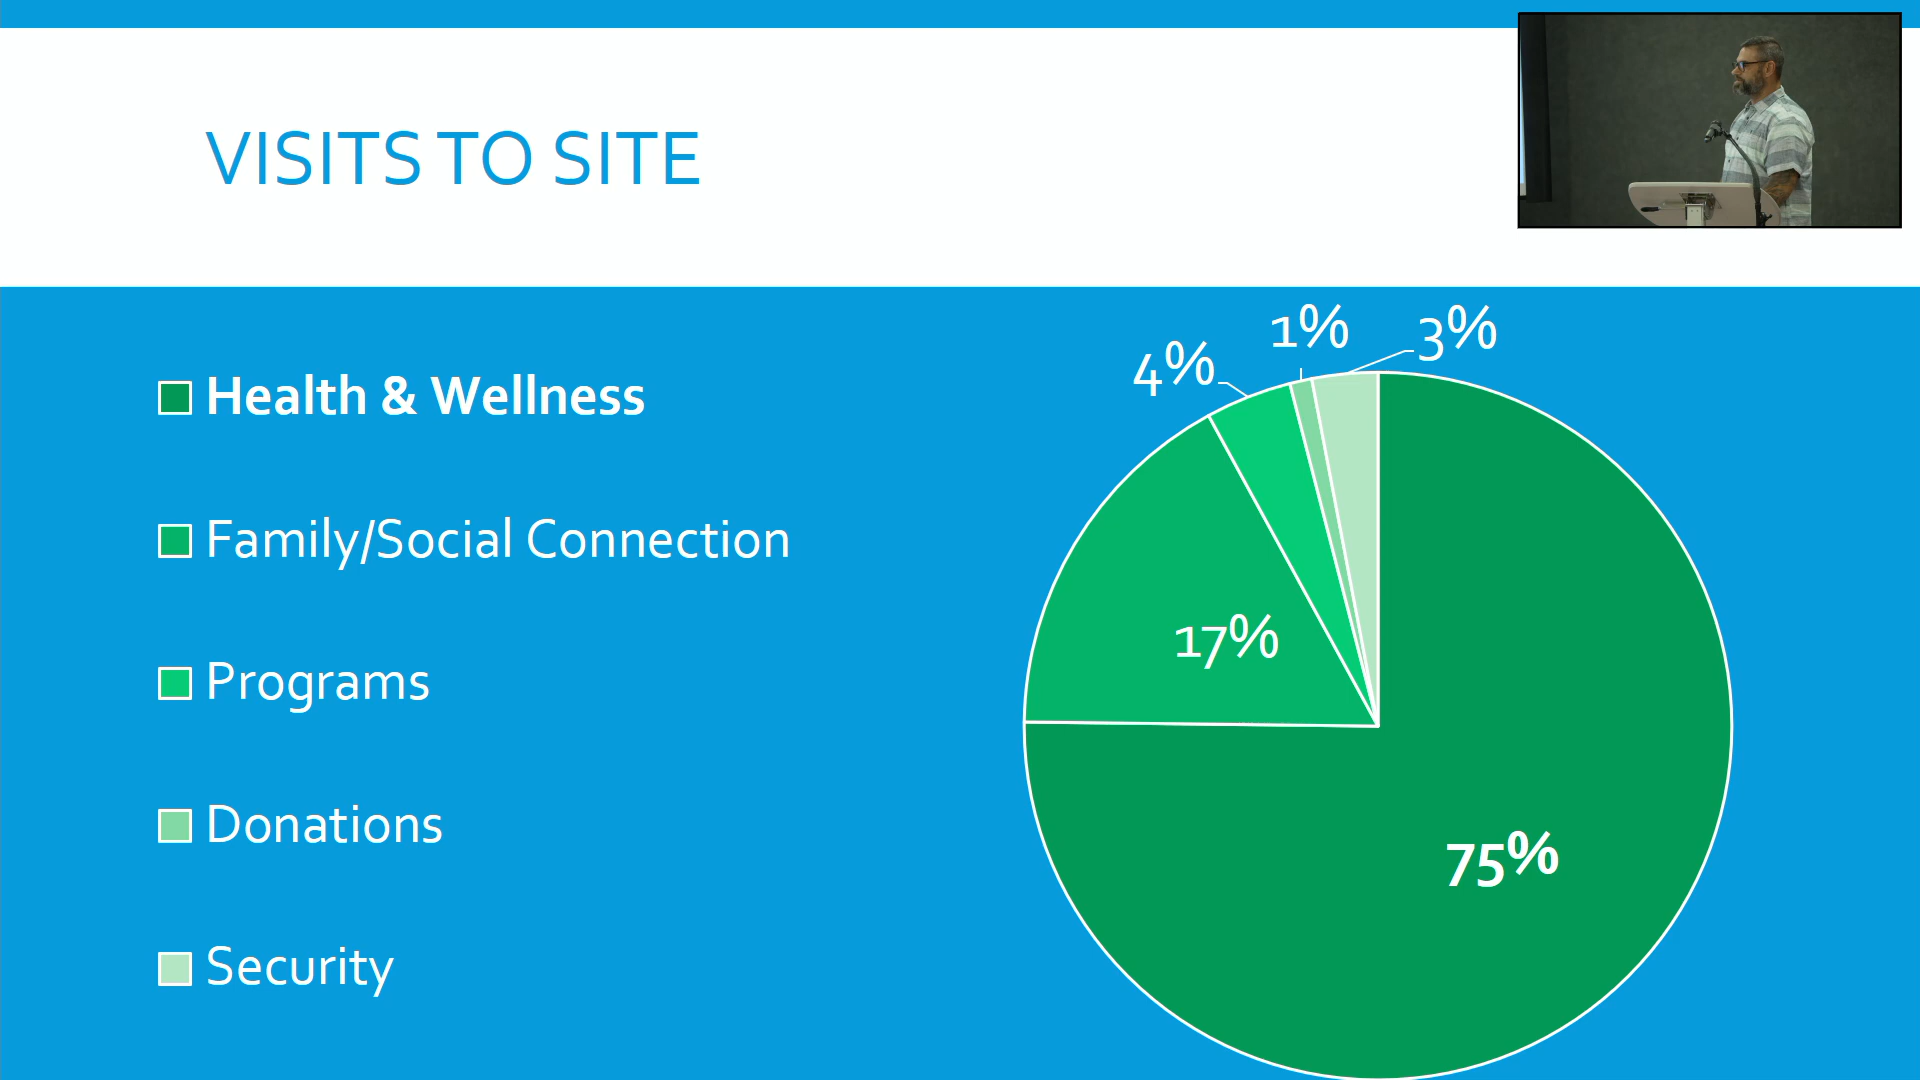 VISITS TO SITE
Health & Wellness
Family/Social Connection
Programs
Donations
Security
4%
1%
3%
17%
75%